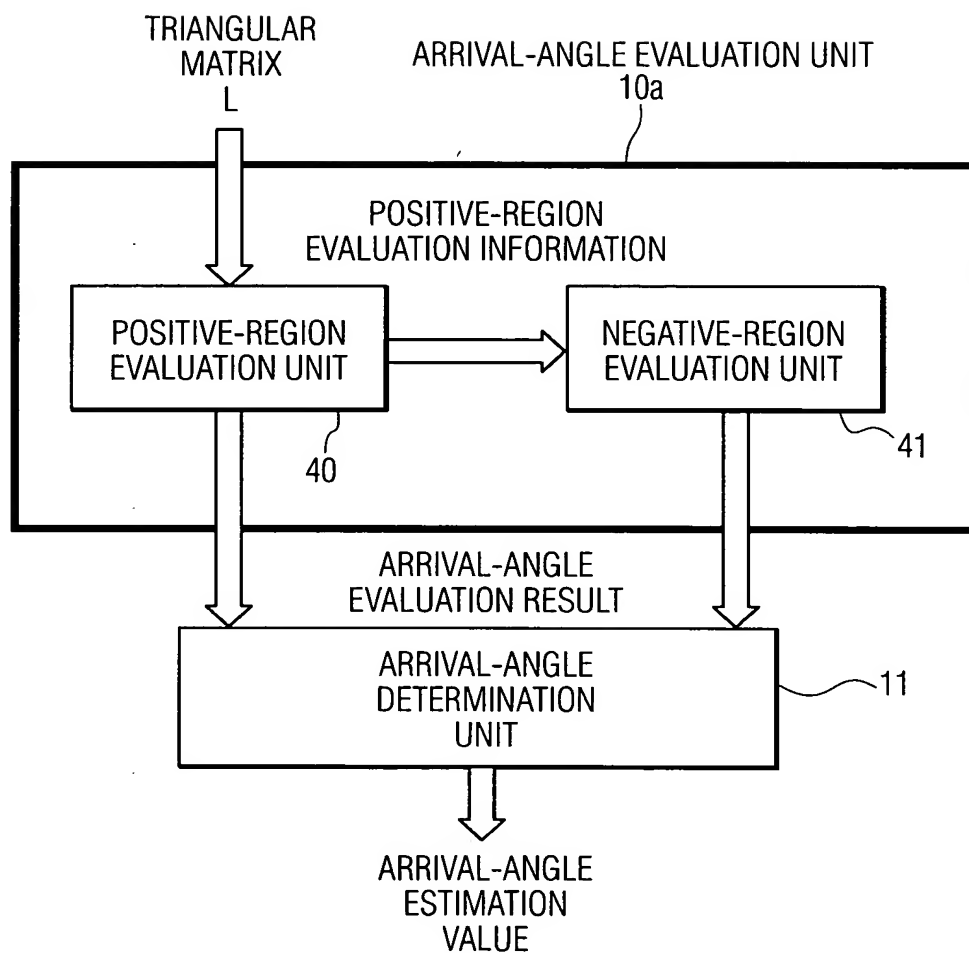 TRIANGULAR
MATRIX
L
ARRIVAL-ANGLE EVALUATION UNIT
10a
POSITIVE-REGION
EVALUATION INFORMATION
POSITIVE-REGION
EVALUATION UNIT
NEGATIVE-REGION
EVALUATION UNIT
40
41
ARRIVAL-ANGLE
EVALUATION RESULT
ARRIVAL-ANGLE
DETERMINATION
UNIT
11
ARRIVAL-ANGLE
ESTIMATION
VALUE